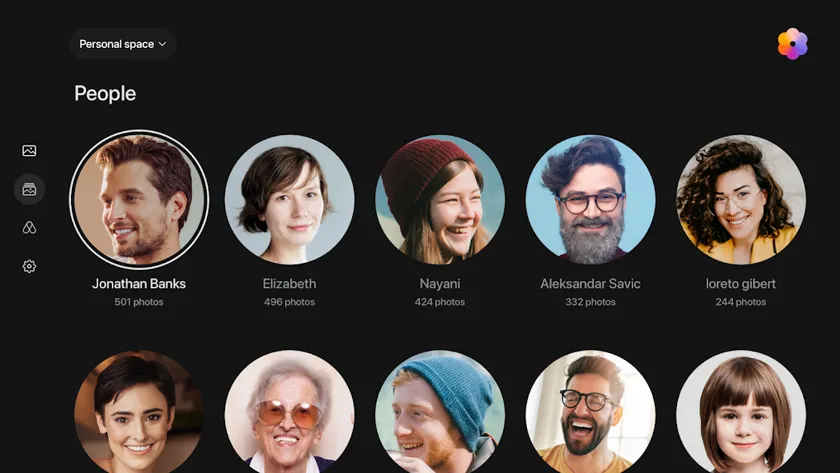 Personal space
People
Jonathan Banks
501 photos
Elizabeth
496 photos
Nayani
424 photos
Aleksandar Savic
332 photos
loreto gibert
244 photos